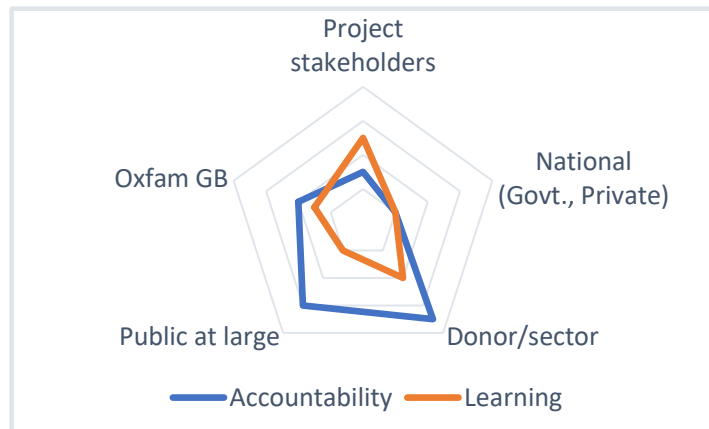 Project
stakeholders
Oxfam GB
National
(Govt., Private)
Public at large
Donor/sector
Accountability
Learning